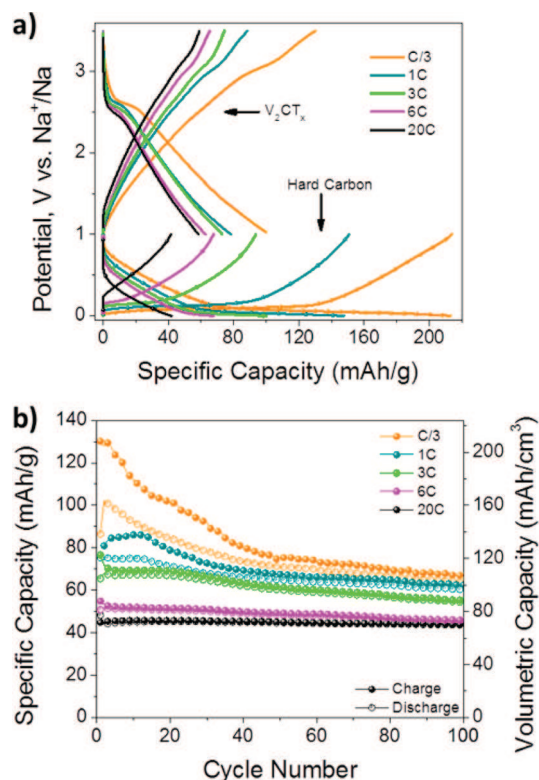 a)
3
2
1
0
Potential, V vs. Na⁺/Na
C/3
1C
3C
6C
20C
V₂CTₓ
Hard Carbon
0 40 80 120 160 200
Specific Capacity (mAh/g)
b)
140
120
100
80
60
40
20
0
Specific Capacity (mAh/g)
C/3
1C
3C
6C
20C
Charge
Discharge
200
160
120
80
40
0
Volumetric Capacity (mAh/cm³)
0 20 40 60 80 100
Cycle Number